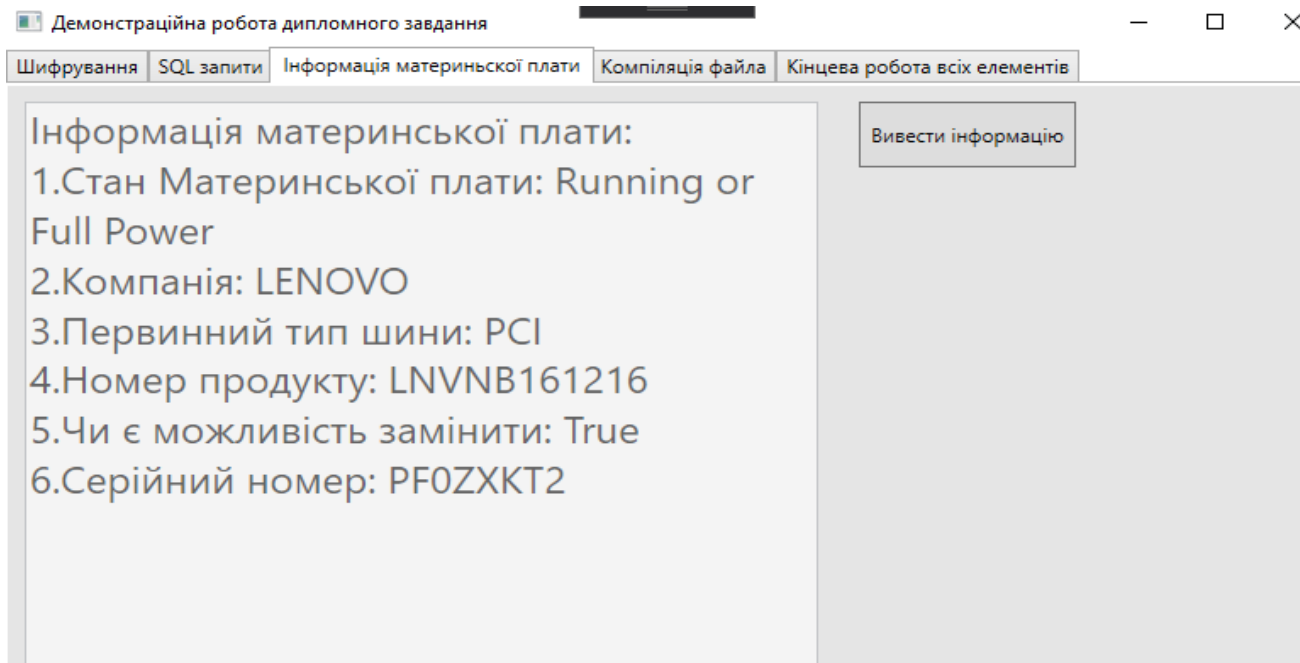 Демонстраційна робота дипломного завдання
Шифрування SQL запити Інформація материньскої плати Компіляція файла Кінцева робота всіх елементів
Інформація материнської плати:
1.Стан Материнської плати: Running or
Full Power
2.Компанія: LENOVO
3.Первинний тип шини: PCI
4.Номер продукту: LNVNB161216
5.Чи є можливість замінити: True
6.Серійний номер: PF0ZXKT2
Вивести інформацію